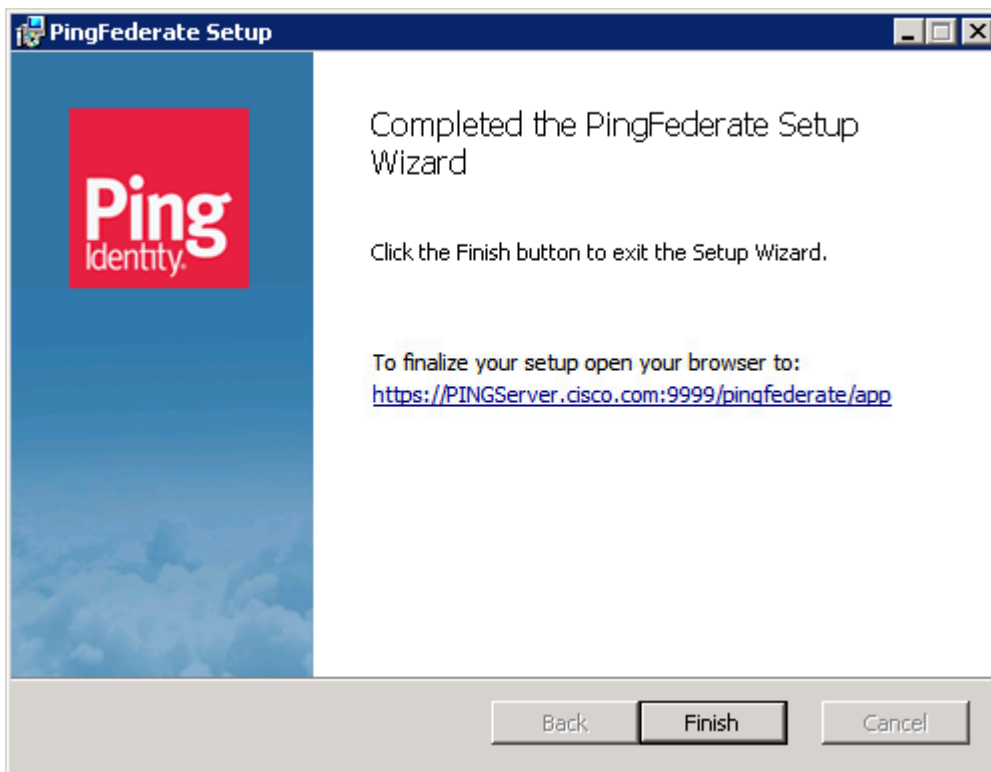 PingFederate Setup
Ping
Identity.
Completed the PingFederate Setup
Wizard
Click the Finish button to exit the Setup Wizard.
To finalize your setup open your browser to:
https://PINGServer.cisco.com:9999/pingfederate/app
Back
Finish
Cancel